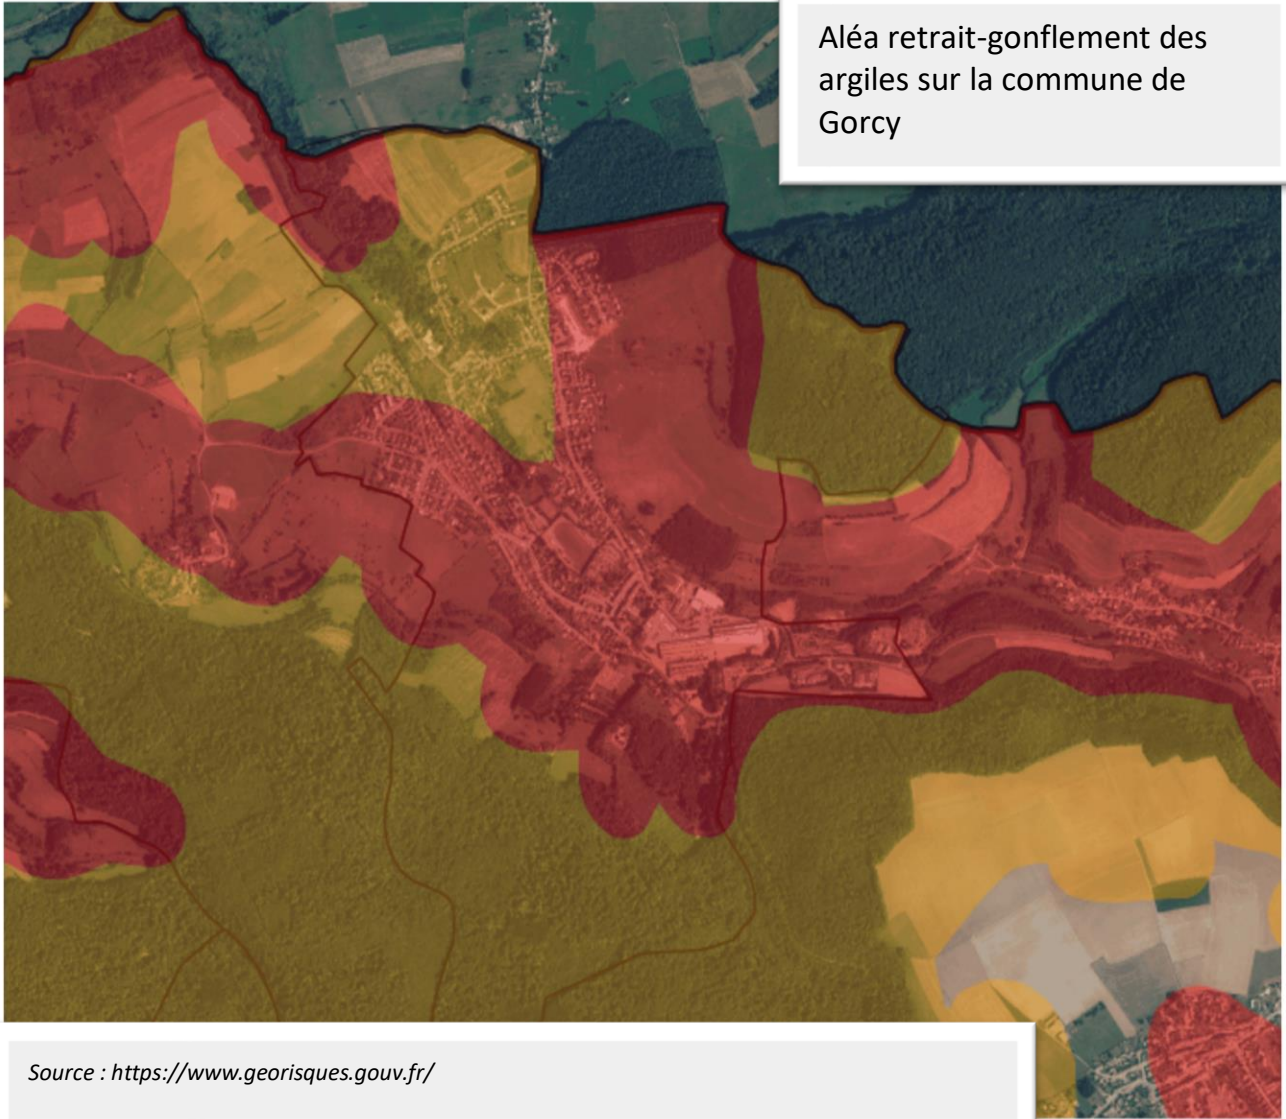 Aléa retrait-gonflement des
argiles sur la commune de
Gorcy
Source : https://www.georisques.gouv.fr/